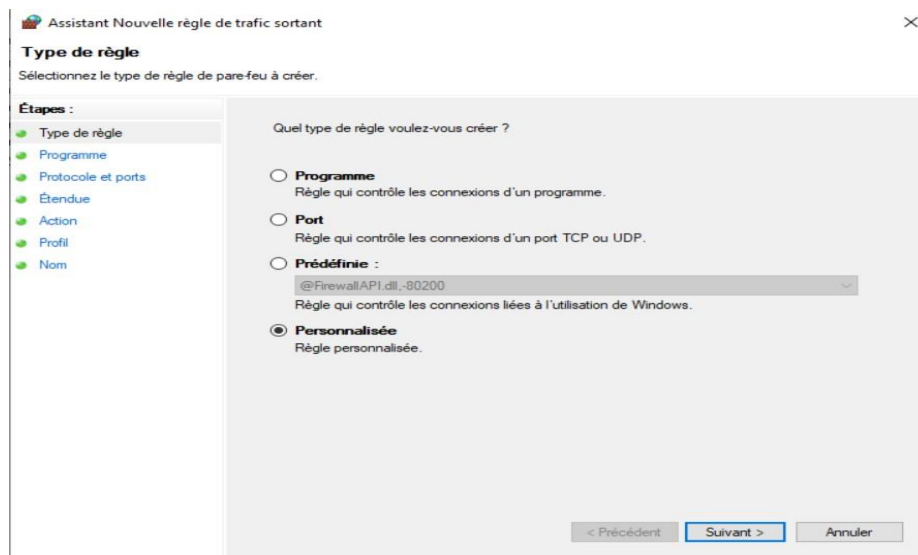 Assistant Nouvelle règle de trafic sortant
Type de règle
Sélectionnez le type de règle de pare-feu à créer.
Étapes :
Type de règle
Programme
Protocole et ports
Étendue
Action
Profil
Nom
Quel type de règle voulez-vous créer ?
Programme
Règle qui contrôle les connexions d'un programme.
Port
Règle qui contrôle les connexions d'un port TCP ou UDP.
Prédéfinie :
@FirewallAPI.dll,-80200
Règle qui contrôle les connexions liées à l'utilisation de Windows.
Personnalisée
Règle personnalisée.
< Précédent Suivant > Annuler